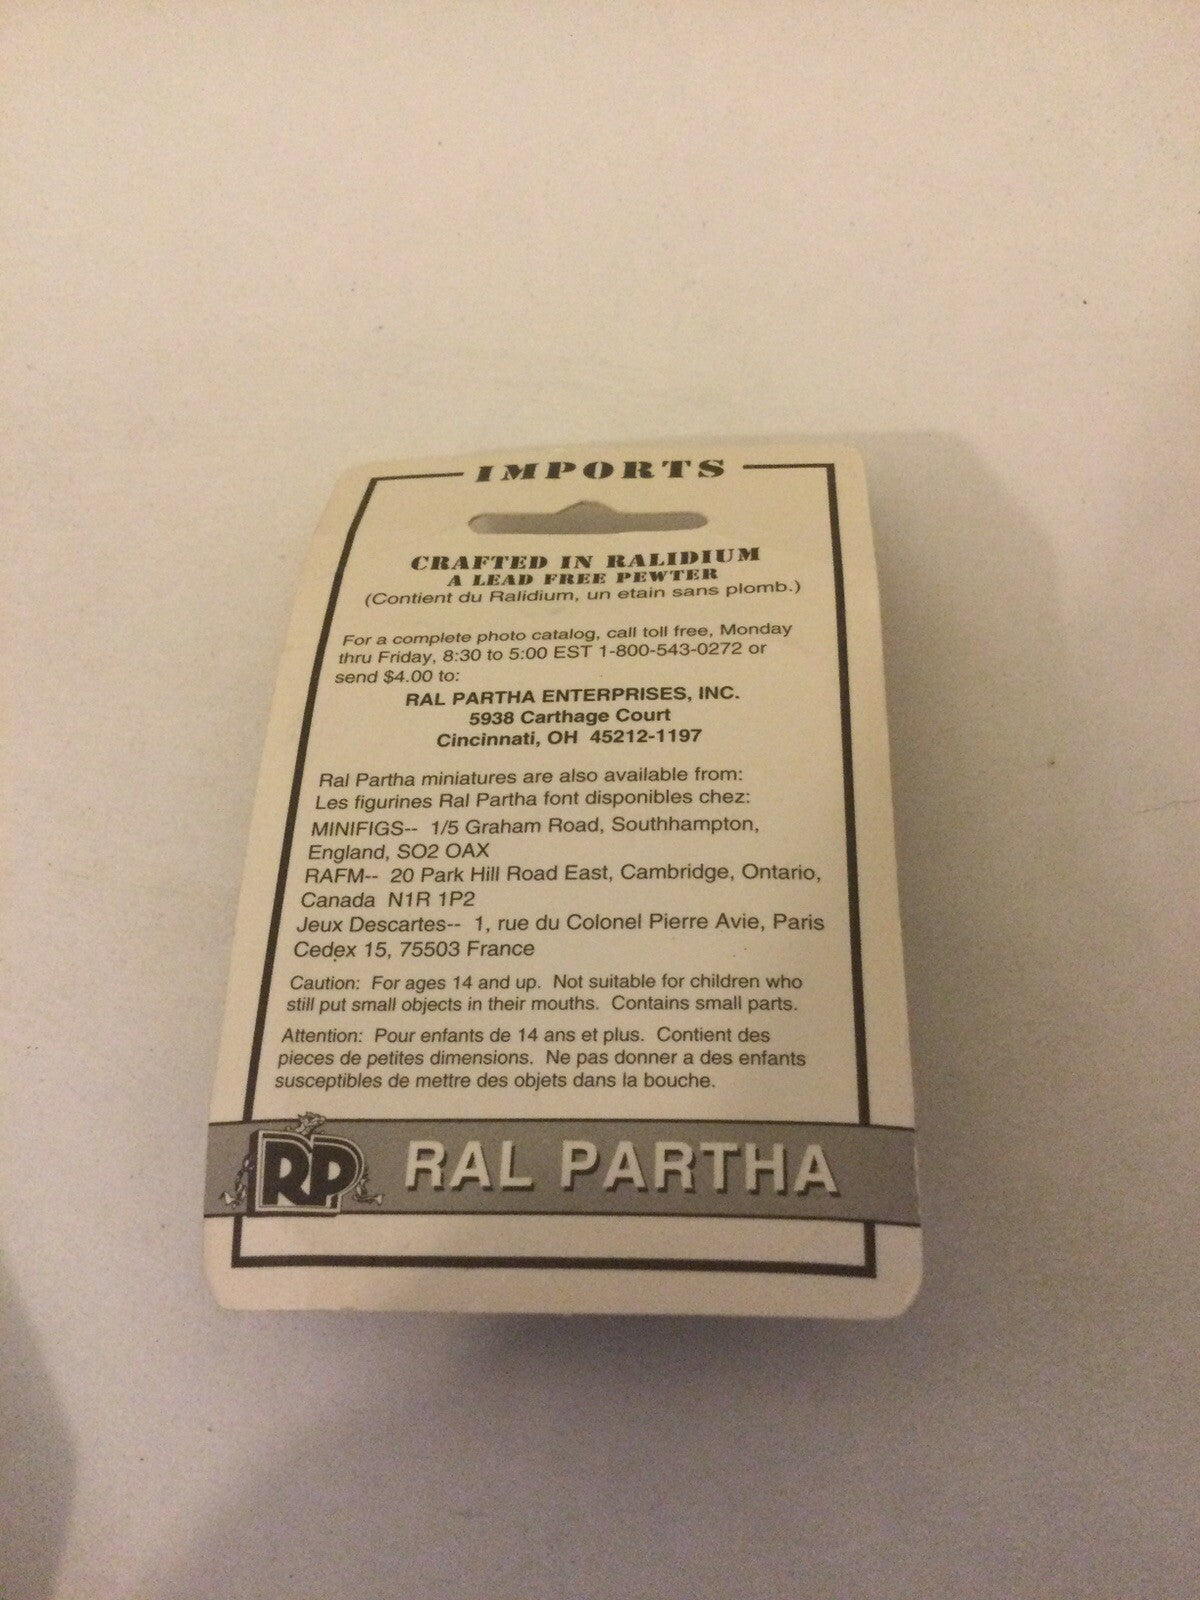 IMPORTS
CRAFTED IN RALIDIUM
A LEAD FREE PEWTER
(Contient du Ralidium, un etain sans plomb.)
For a complete photo catalog, call toll free, Monday
thru Friday, 8:30 to 5:00 EST 1-800-543-0272 or
send $4.00 to:
RAL PARTHA ENTERPRISES, INC.
5938 Carthage Court
Cincinnati, OH 45212-1197
Ral Partha miniatures are also available from:
Les figurines Ral Partha font disponibles chez:
MINIFIGS-- 1/5 Graham Road, Southhampton,
England, SO2 OAX
RAFM-- 20 Park Hill Road East, Cambridge, Ontario,
Canada N1R 1P2
Jeux Descartes-- 1, rue du Colonel Pierre Avie, Paris
Cedex 15, 75503 France
Caution: For ages 14 and up. Not suitable for children who
still put small objects in their mouths. Contains small parts.
Attention: Pour enfants de 14 ans et plus. Contient des
pieces de petites dimensions. Ne pas donner a des enfants
susceptibles de mettre des objets dans la bouche.
RP RAL PARTHA